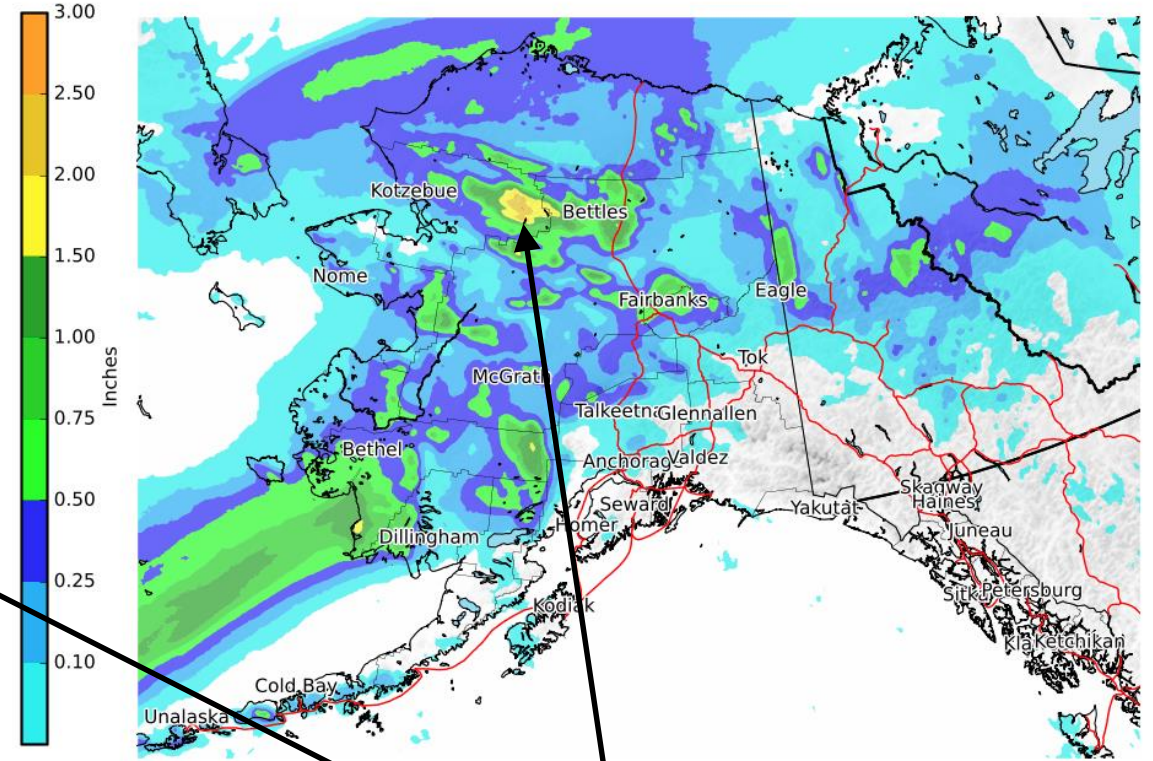 3.00
2.50
2.00
1.50
1.00
0.75
0.50
0.25
0.10
Inches
Kotzebue
Bettles
Nome
Fairbanks
Eagle
McGrath
Tok
Talkeetna
Glennallen
Bethel
Anchorage
Valdez
Skagway
Haines
Seward
Yakutat
Homer
Juneau
Dillingham
Sitka
Petersburg
Kodiak
Kla
Ketchikan
Cold Bay
Unalaska